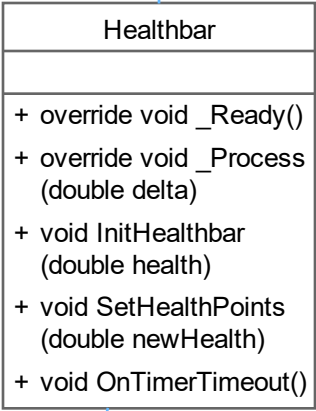 Healthbar
+ override void _Ready()
+ override void _Process
(double delta)
+ void InitHealthbar
(double health)
+ void SetHealthPoints
(double newHealth)
+ void OnTimerTimeout()